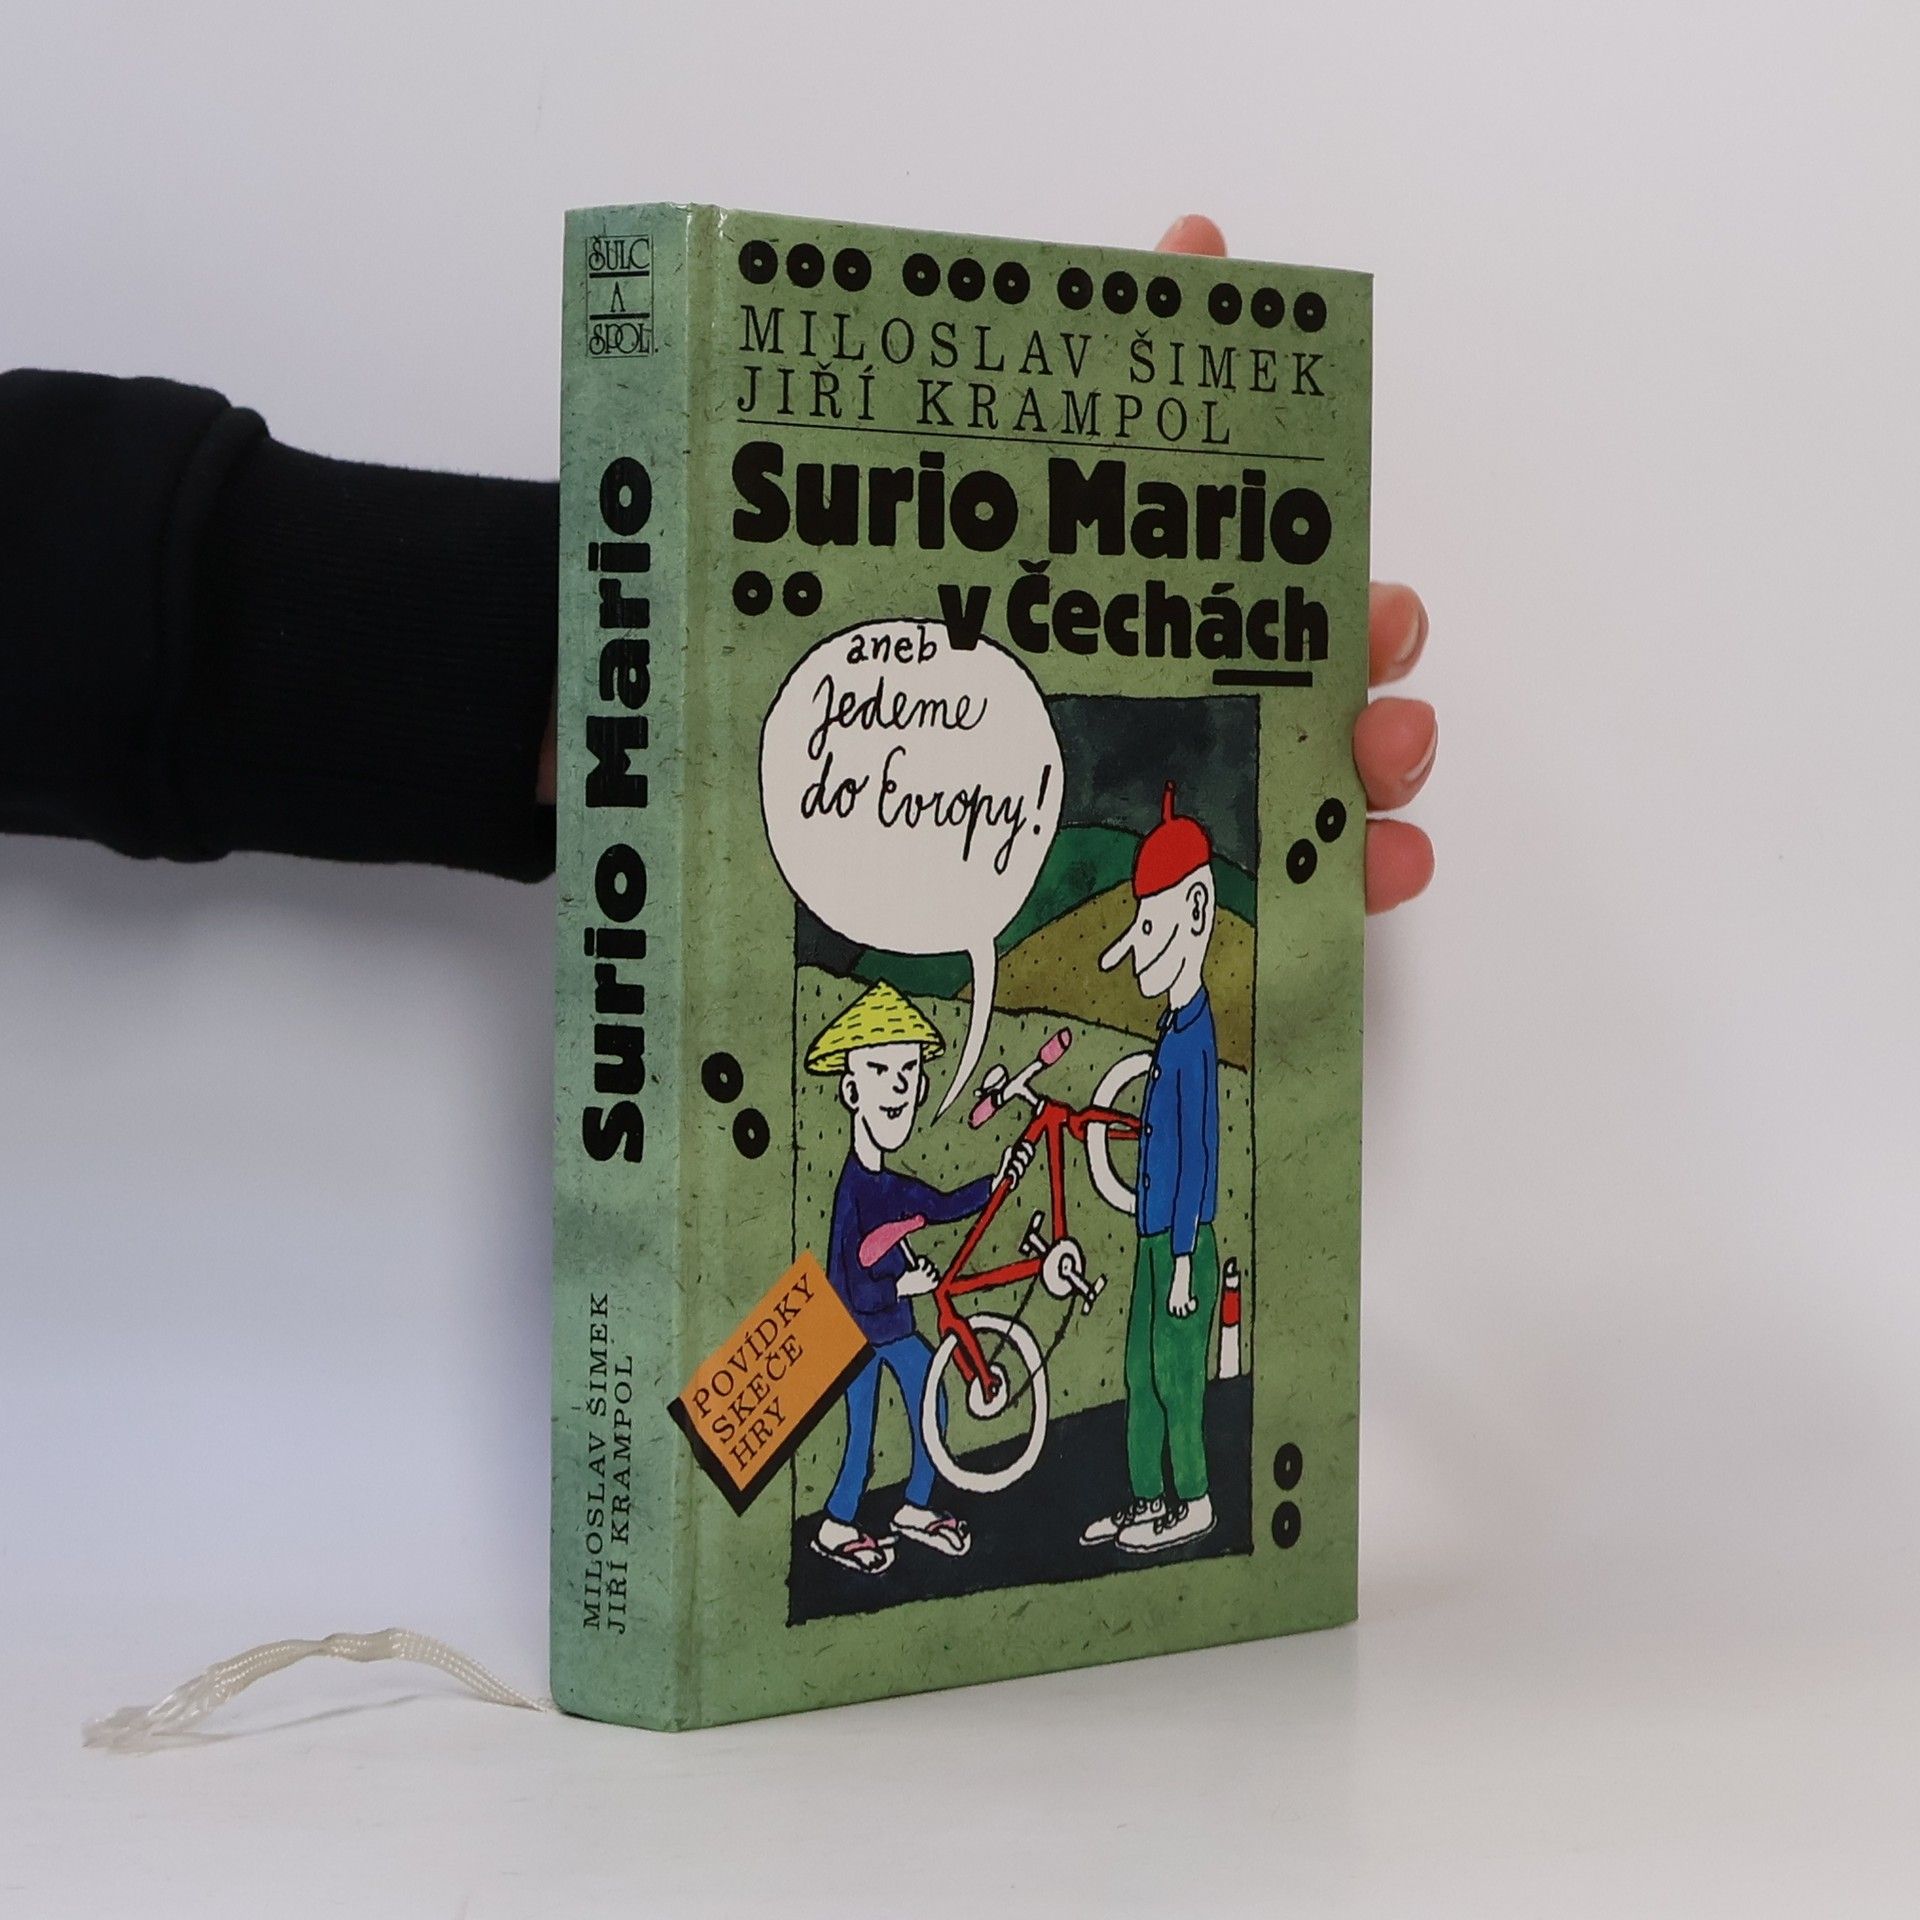 ŠULC
A
SPOL.
Surio Mario
MILOSLAV ŠIMEK
JIŘÍ KRAMPOL
MILOSLAV ŠIMEK
JIŘÍ KRAMPOL
Surio Mario
v Čechách
aneb
Jedeme
do Evropy!
POVÍDKY
SKEČE
HRY